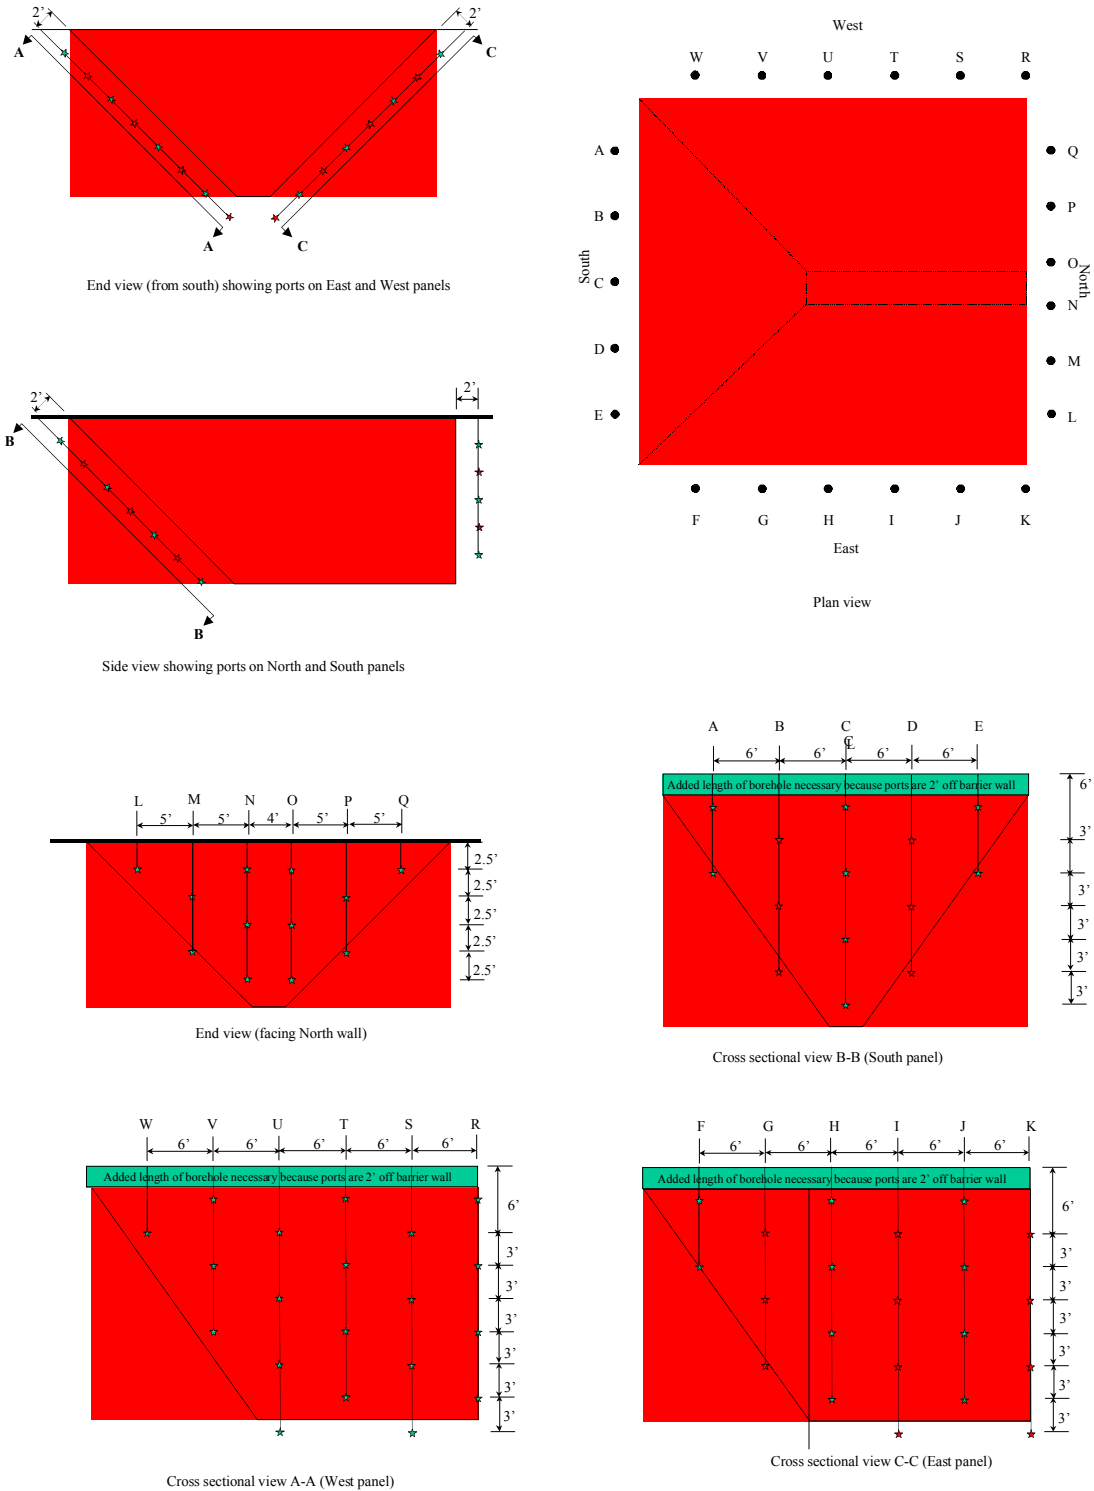 2’
2’
A
C
A
C
End view (from south) showing ports on East and West panels
West
W V U T S R
A
B
C
D
E
South
Q
P
O
N
M
L
North
F G H I J K
East
Plan view
2’
2’
B
B
Side view showing ports on North and South panels
L M N O P Q
5’ 5’ 4’ 5’ 5’
2.5’
2.5’
2.5’
2.5’
2.5’
End view (facing North wall)
A B C D E
CL
6’ 6’ 6’ 6’
Added length of borehole necessary because ports are 2’ off barrier wall
6’
3’
3’
3’
3’
3’
Cross sectional view B-B (South panel)
W V U T S R
6’ 6’ 6’ 6’ 6’
Added length of borehole necessary because ports are 2’ off barrier wall
6’
3’
3’
3’
3’
3’
Cross sectional view A-A (West panel)
F G H I J K
6’ 6’ 6’ 6’ 6’
Added length of borehole necessary because ports are 2’ off barrier wall
6’
3’
3’
3’
3’
3’
Cross sectional view C-C (East panel)